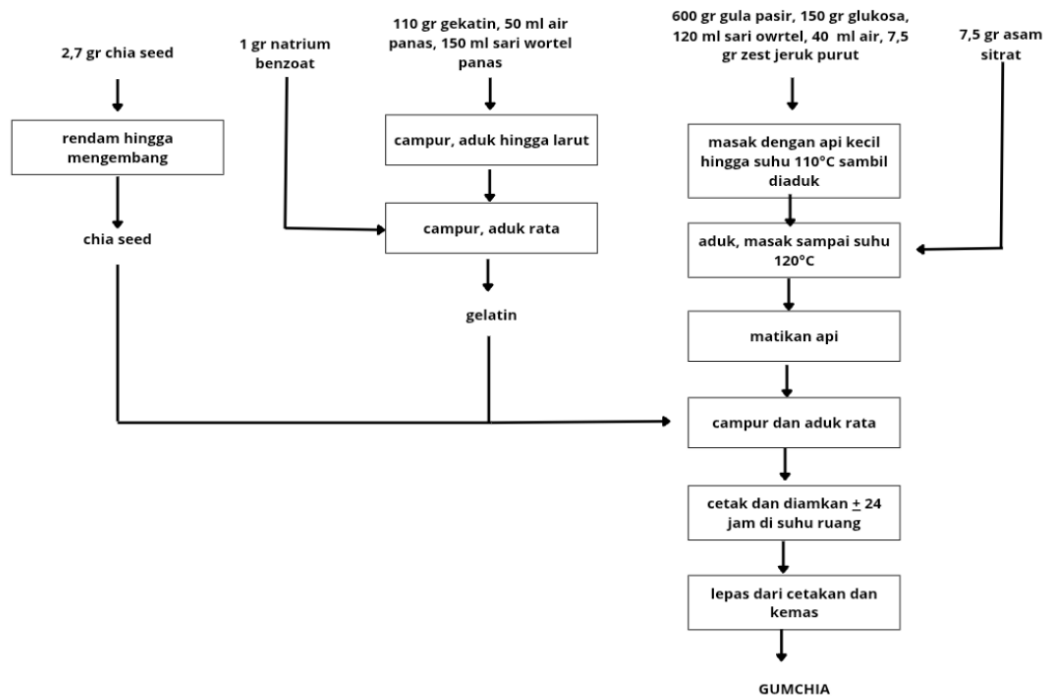 2,7 gr chia seed
rendam hingga
mengembang
chia seed
1 gr natrium
benzoat
110 gr gekatin, 50 ml air
panas, 150 ml sari wortel
panas
campur, aduk hingga larut
campur, aduk rata
gelatin
600 gr gula pasir, 150 gr glukosa,
120 ml sari owrtel, 40 ml air, 7,5
gr zest jeruk purut
7,5 gr asam
sitrat
masak dengan api kecil
hingga suhu 110°C sambil
diaduk
aduk, masak sampai suhu
120°C
matikan api
campur dan aduk rata
cetak dan diamkan ± 24
jam di suhu ruang
lepas dari cetakan dan
kemas
GUMCHIA